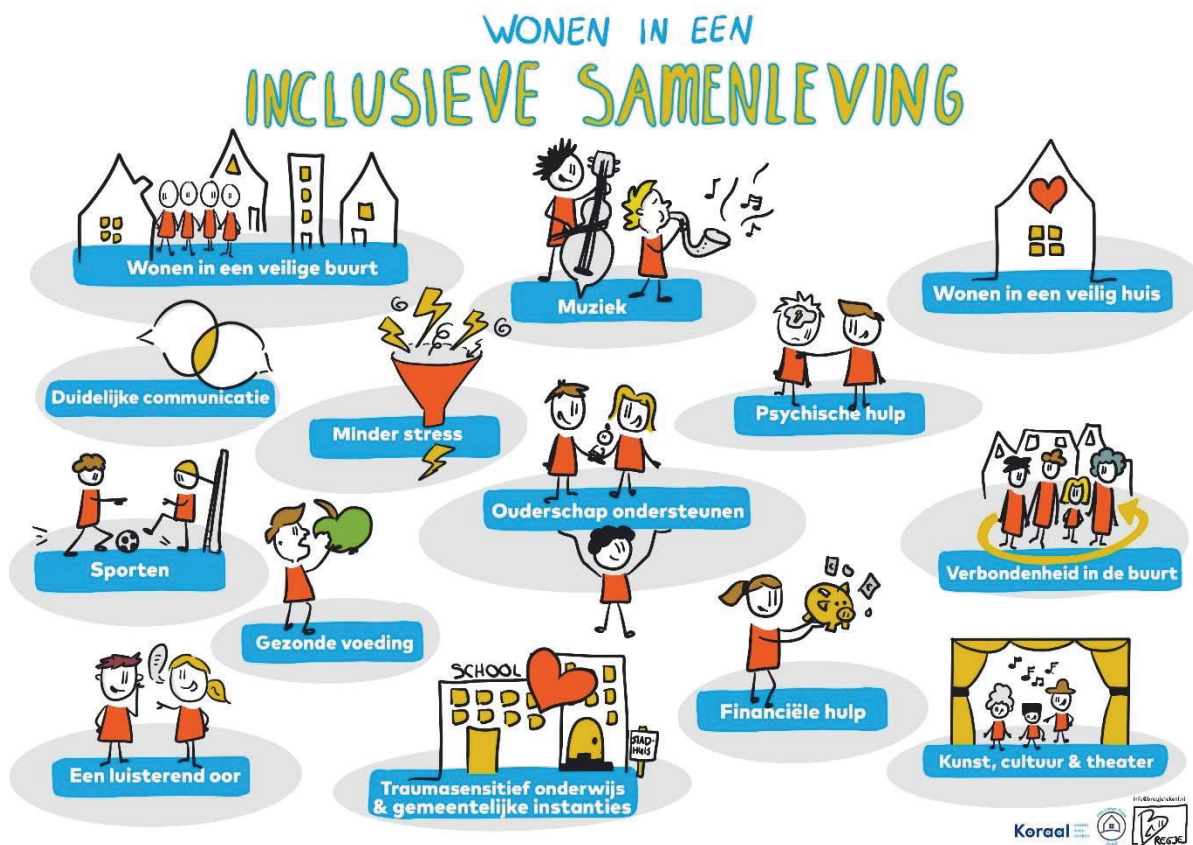 WONEN IN EEN
INCLUSIEVE SAMENLEVING
Wonen in een veilige buurt
Muziek
Wonen in een veilig huis
Duidelijke communicatie
Minder stress
Psychische hulp
Ouderschap ondersteunen
Sporten
Verbondenheid in de buurt
Gezonde voeding
SCHOOL
STAD-
HUIS
Financiële hulp
Een luisterend oor
Traumasensitief onderwijs
& gemeentelijke instanties
Kunst, cultuur & theater
Koraal
REGJE